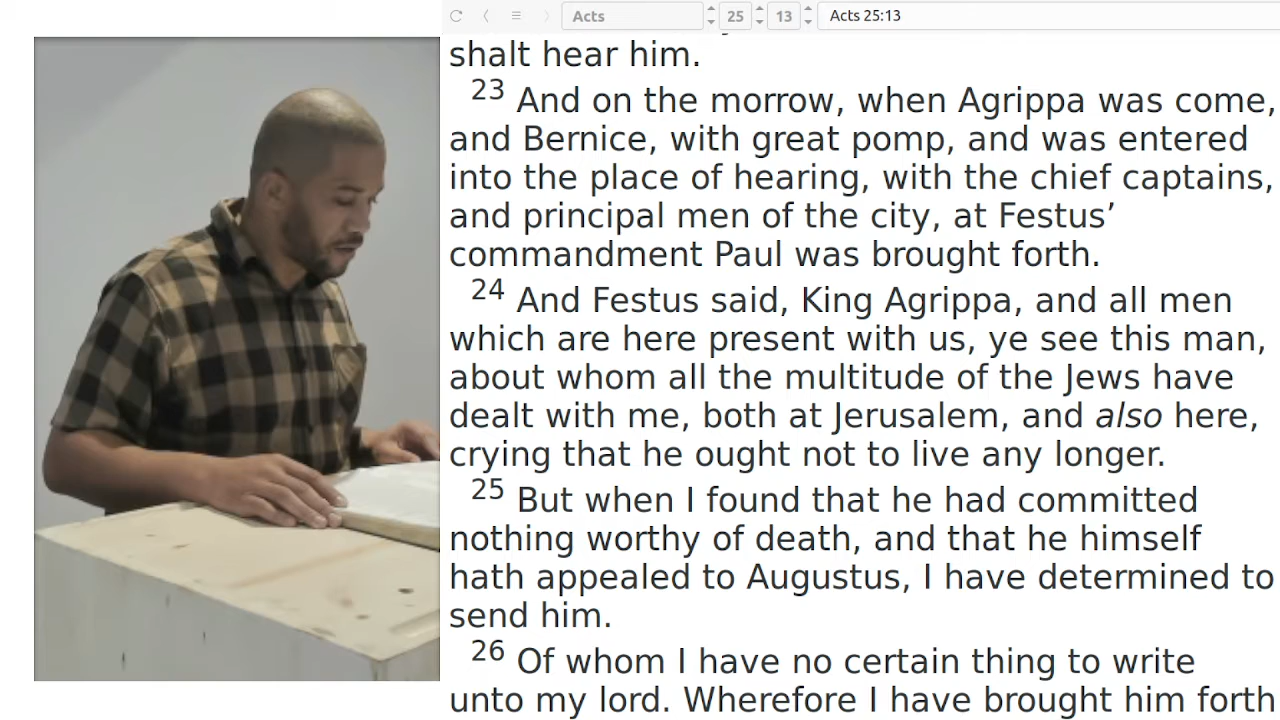 Acts 25 13 Acts 25:13
shalt hear him.
23 And on the morrow, when Agrippa was come,
and Bernice, with great pomp, and was entered
into the place of hearing, with the chief captains,
and principal men of the city, at Festus’
commandment Paul was brought forth.
24 And Festus said, King Agrippa, and all men
which are here present with us, ye see this man,
about whom all the multitude of the Jews have
dealt with me, both at Jerusalem, and also here,
crying that he ought not to live any longer.
25 But when I found that he had committed
nothing worthy of death, and that he himself
hath appealed to Augustus, I have determined to
send him.
26 Of whom I have no certain thing to write
unto my lord. Wherefore I have brought him forth